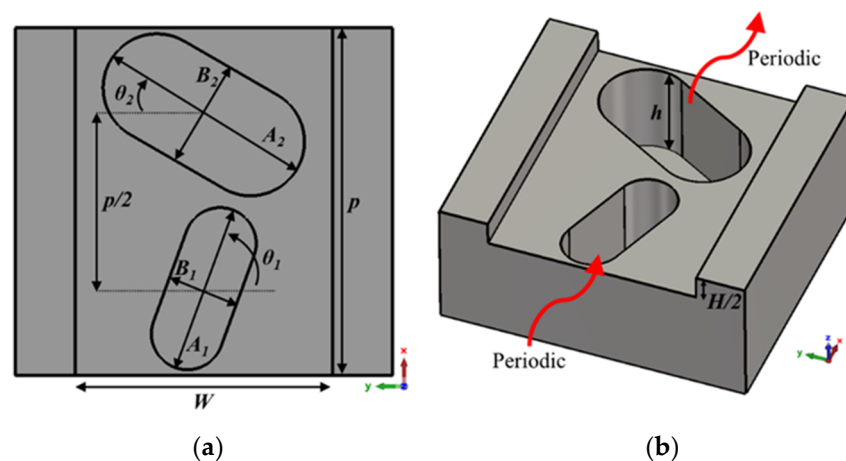 B₂
θ₂
A₂
p/2
p
θ₁
B₁
A₁
x
y
W
(a)
Periodic
h
H/2
Periodic
z
x
y
(b)